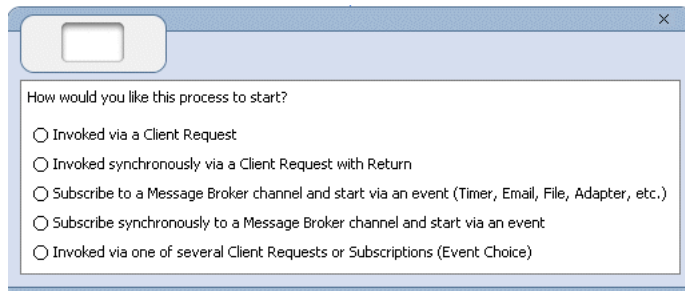 How would you like this process to start?
Invoked via a Client Request
Invoked synchronously via a Client Request with Return
Subscribe to a Message Broker channel and start via an event (Timer, Email, File, Adapter, etc.)
Subscribe synchronously to a Message Broker channel and start via an event
Invoked via one of several Client Requests or Subscriptions (Event Choice)